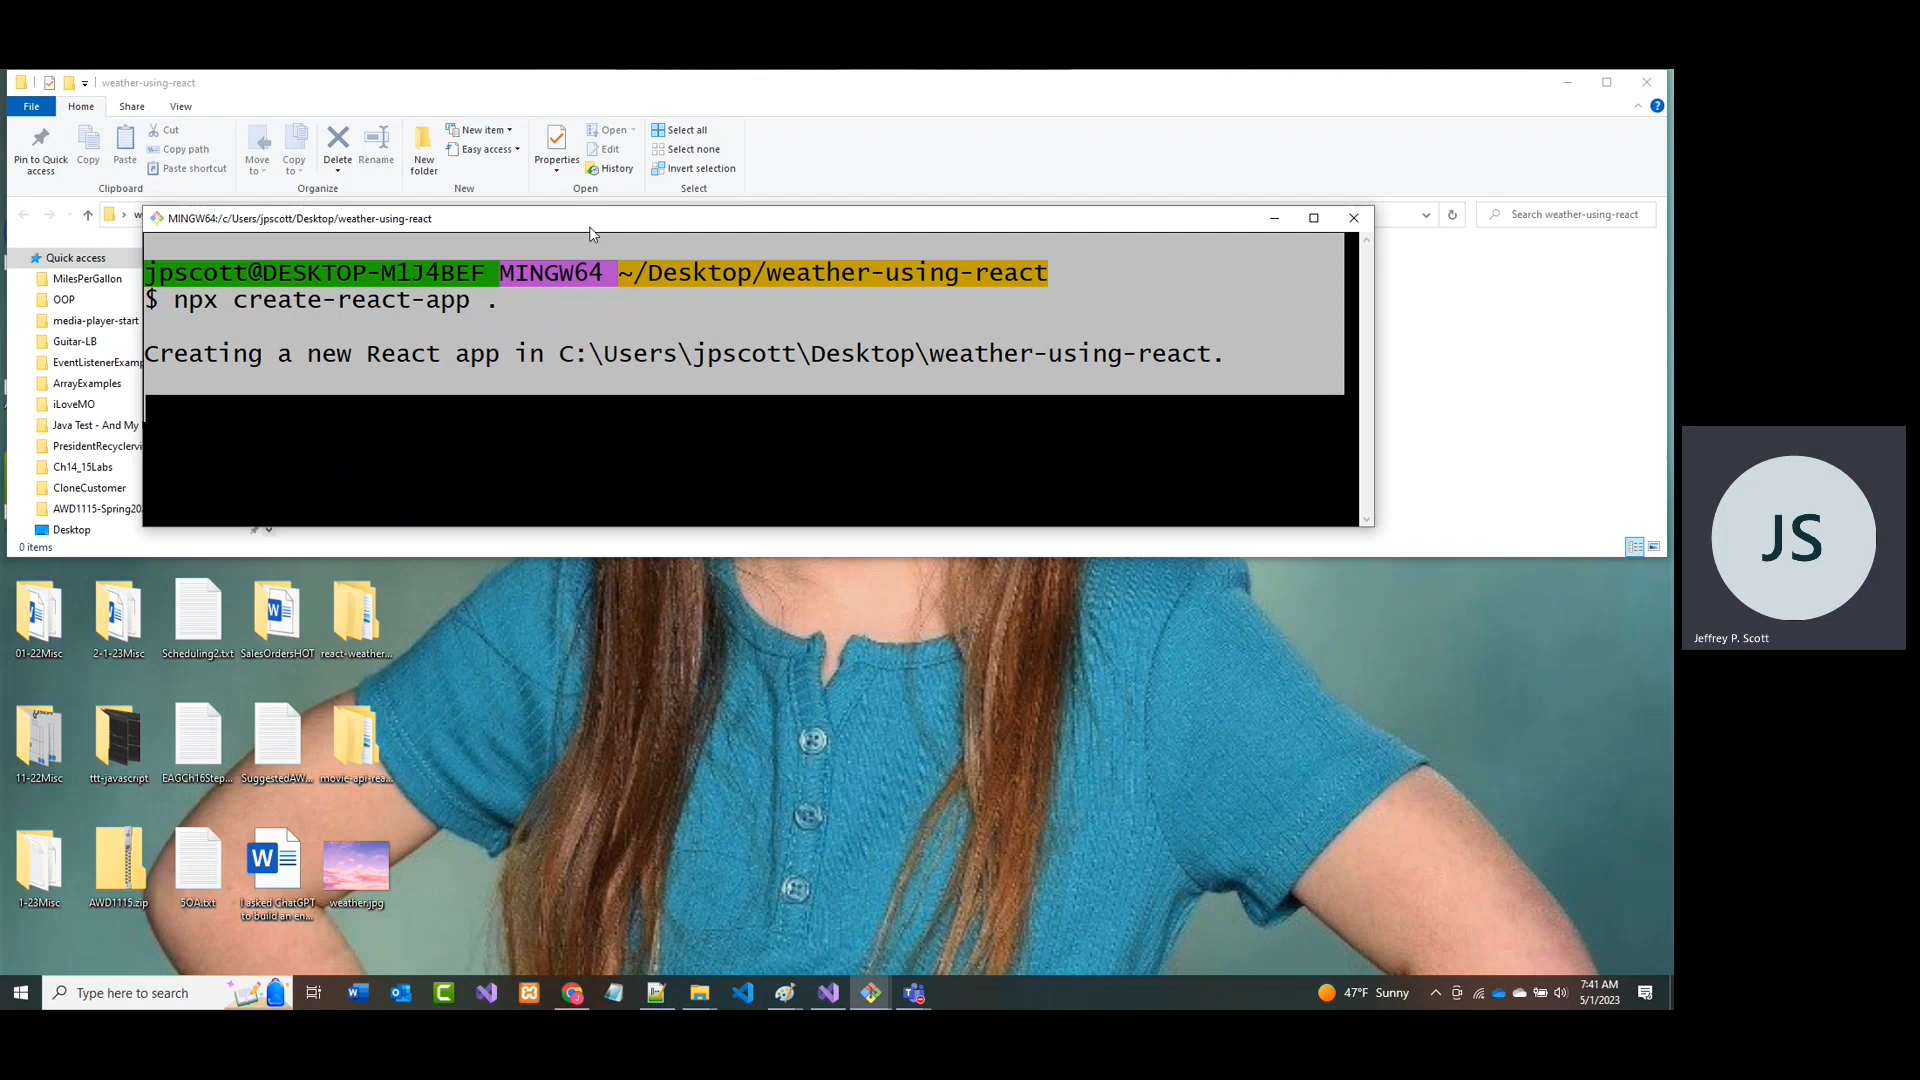 weather-using-react
File
Home
Share
View
Pin to Quick access
Copy
Paste
Cut
Copy path
Paste shortcut
Clipboard
Move to
Copy to
Delete
Rename
Organize
New folder
New item
Easy access
New
Properties
Open
Edit
History
Open
Select all
Select none
Invert selection
Select
Search weather-using-react
MINGW64:/c/Users/jpscott/Desktop/weather-using-react
jpscott@DESKTOP-M1J4BEF MINGW64 ~/Desktop/weather-using-react
$ npx create-react-app .
Creating a new React app in C:\Users\jpscott\Desktop\weather-using-react.
Quick access
MilesPerGallon
OOP
media-player-start
Guitar-LB
EventListenerExamp
ArrayExamples
iLoveMO
Java Test - And My
PresidentRecyclervi
Ch14_15Labs
CloneCustomer
AWD1115-Spring20
Desktop
0 items
01-22Misc
2-1-23Misc
Scheduling2.txt
SalesOrdersHOT
react-weather...
11-22Misc
ttt-javascript
EAGCh16Step...
SuggestedAW...
movie-api-rea...
1-23Misc
AWD1115.zip
SOA.txt
I asked ChatGPT to build an en...
weather.jpg
JS
Jeffrey P. Scott
Type here to search
47°F Sunny
7:41 AM
5/1/2023